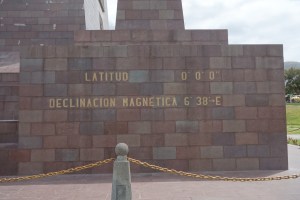 LATITUD 0° 0' 0"
DECLINACION MAGNETICA 6° 38'-E